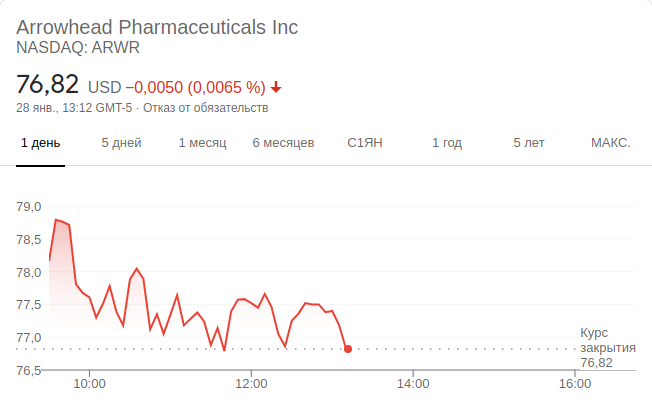 Arrowhead Pharmaceuticals Inc
NASDAQ: ARWR
76,82 USD −0,0050 (0,0065 %)
28 янв., 13:12 GMT-5 · Отказ от обязательств
1 день 5 дней 1 месяц 6 месяцев С1ЯН 1 год 5 лет МАКС.
79,0
78,5
78,0
77,5
77,0
76,5
Курс
закрытия
76,82
10:00 12:00 14:00 16:00